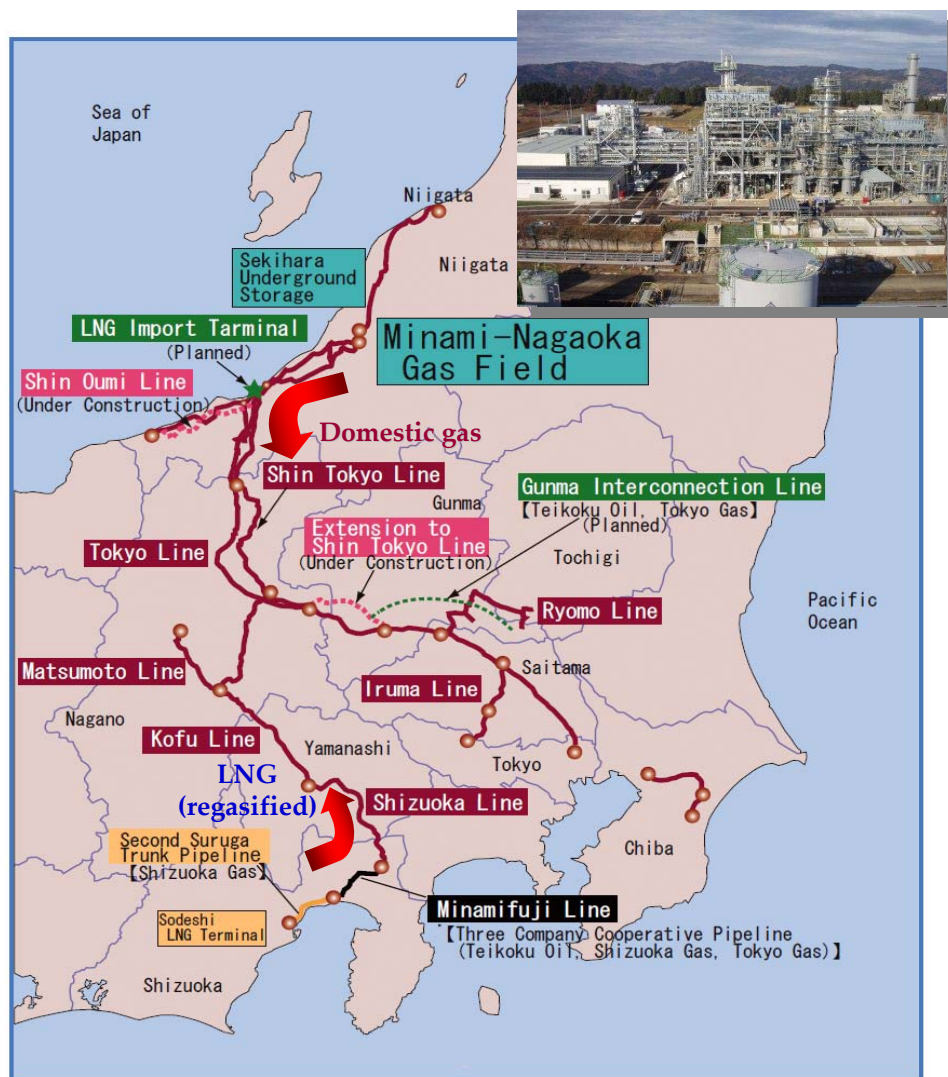 Sea of
Japan
Niigata
Niigata
Sekihara
Underground
Storage
LNG Import Tarminal
(Planned)
Minami-Nagaoka
Gas Field
Shin Oumi Line
(Under Construction)
Domestic gas
Shin Tokyo Line
Gunma Interconnection Line
【Teikoku Oil, Tokyo Gas】
(Planned)
Gunma
Extension to
Shin Tokyo Line
(Under Construction)
Tokyo Line
Tochigi
Pacific
Ocean
Ryomo Line
Matsumoto Line
Saitama
Iruma Line
Nagano
Kofu Line
Yamanashi
Tokyo
LNG
(regasified)
Shizuoka Line
Second Suruga
Trunk Pipeline
【Shizuoka Gas】
Chiba
Sodeshi
LNG Terminal
Minamifuji Line
【Three Company Cooperative Pipeline
(Teikoku Oil, Shizuoka Gas, Tokyo Gas)】
Shizuoka